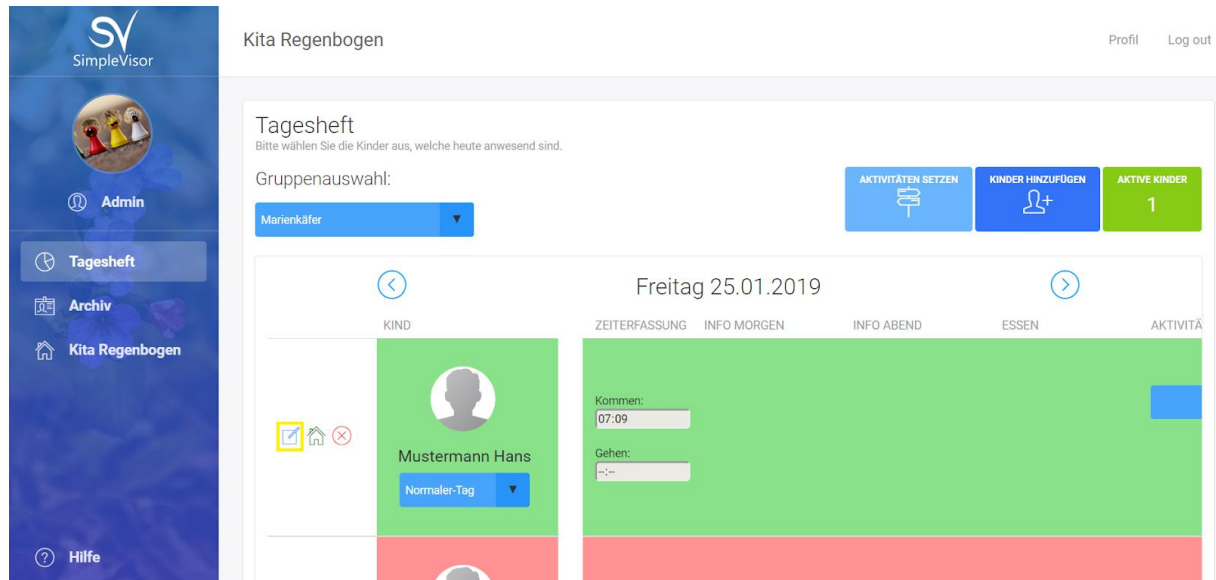 SV
SimpleVisor
Kita Regenbogen
Profil
Log out
Admin
Tagesheft
Archiv
Kita Regenbogen
Hilfe
Tagesheft
Bitte wählen Sie die Kinder aus, welche heute anwesend sind.
Gruppenauswahl:
Marienkäfer
AKTIVITÄTEN SETZEN
KINDER HINZUFÜGEN
AKTIVE KINDER
1
Freitag 25.01.2019
KIND
ZEITERFASSUNG
INFO MORGEN
INFO ABEND
ESSEN
AKTIVITÄ
Mustermann Hans
Normaler-Tag
Kommen:
07:09
Gehen:
--:--